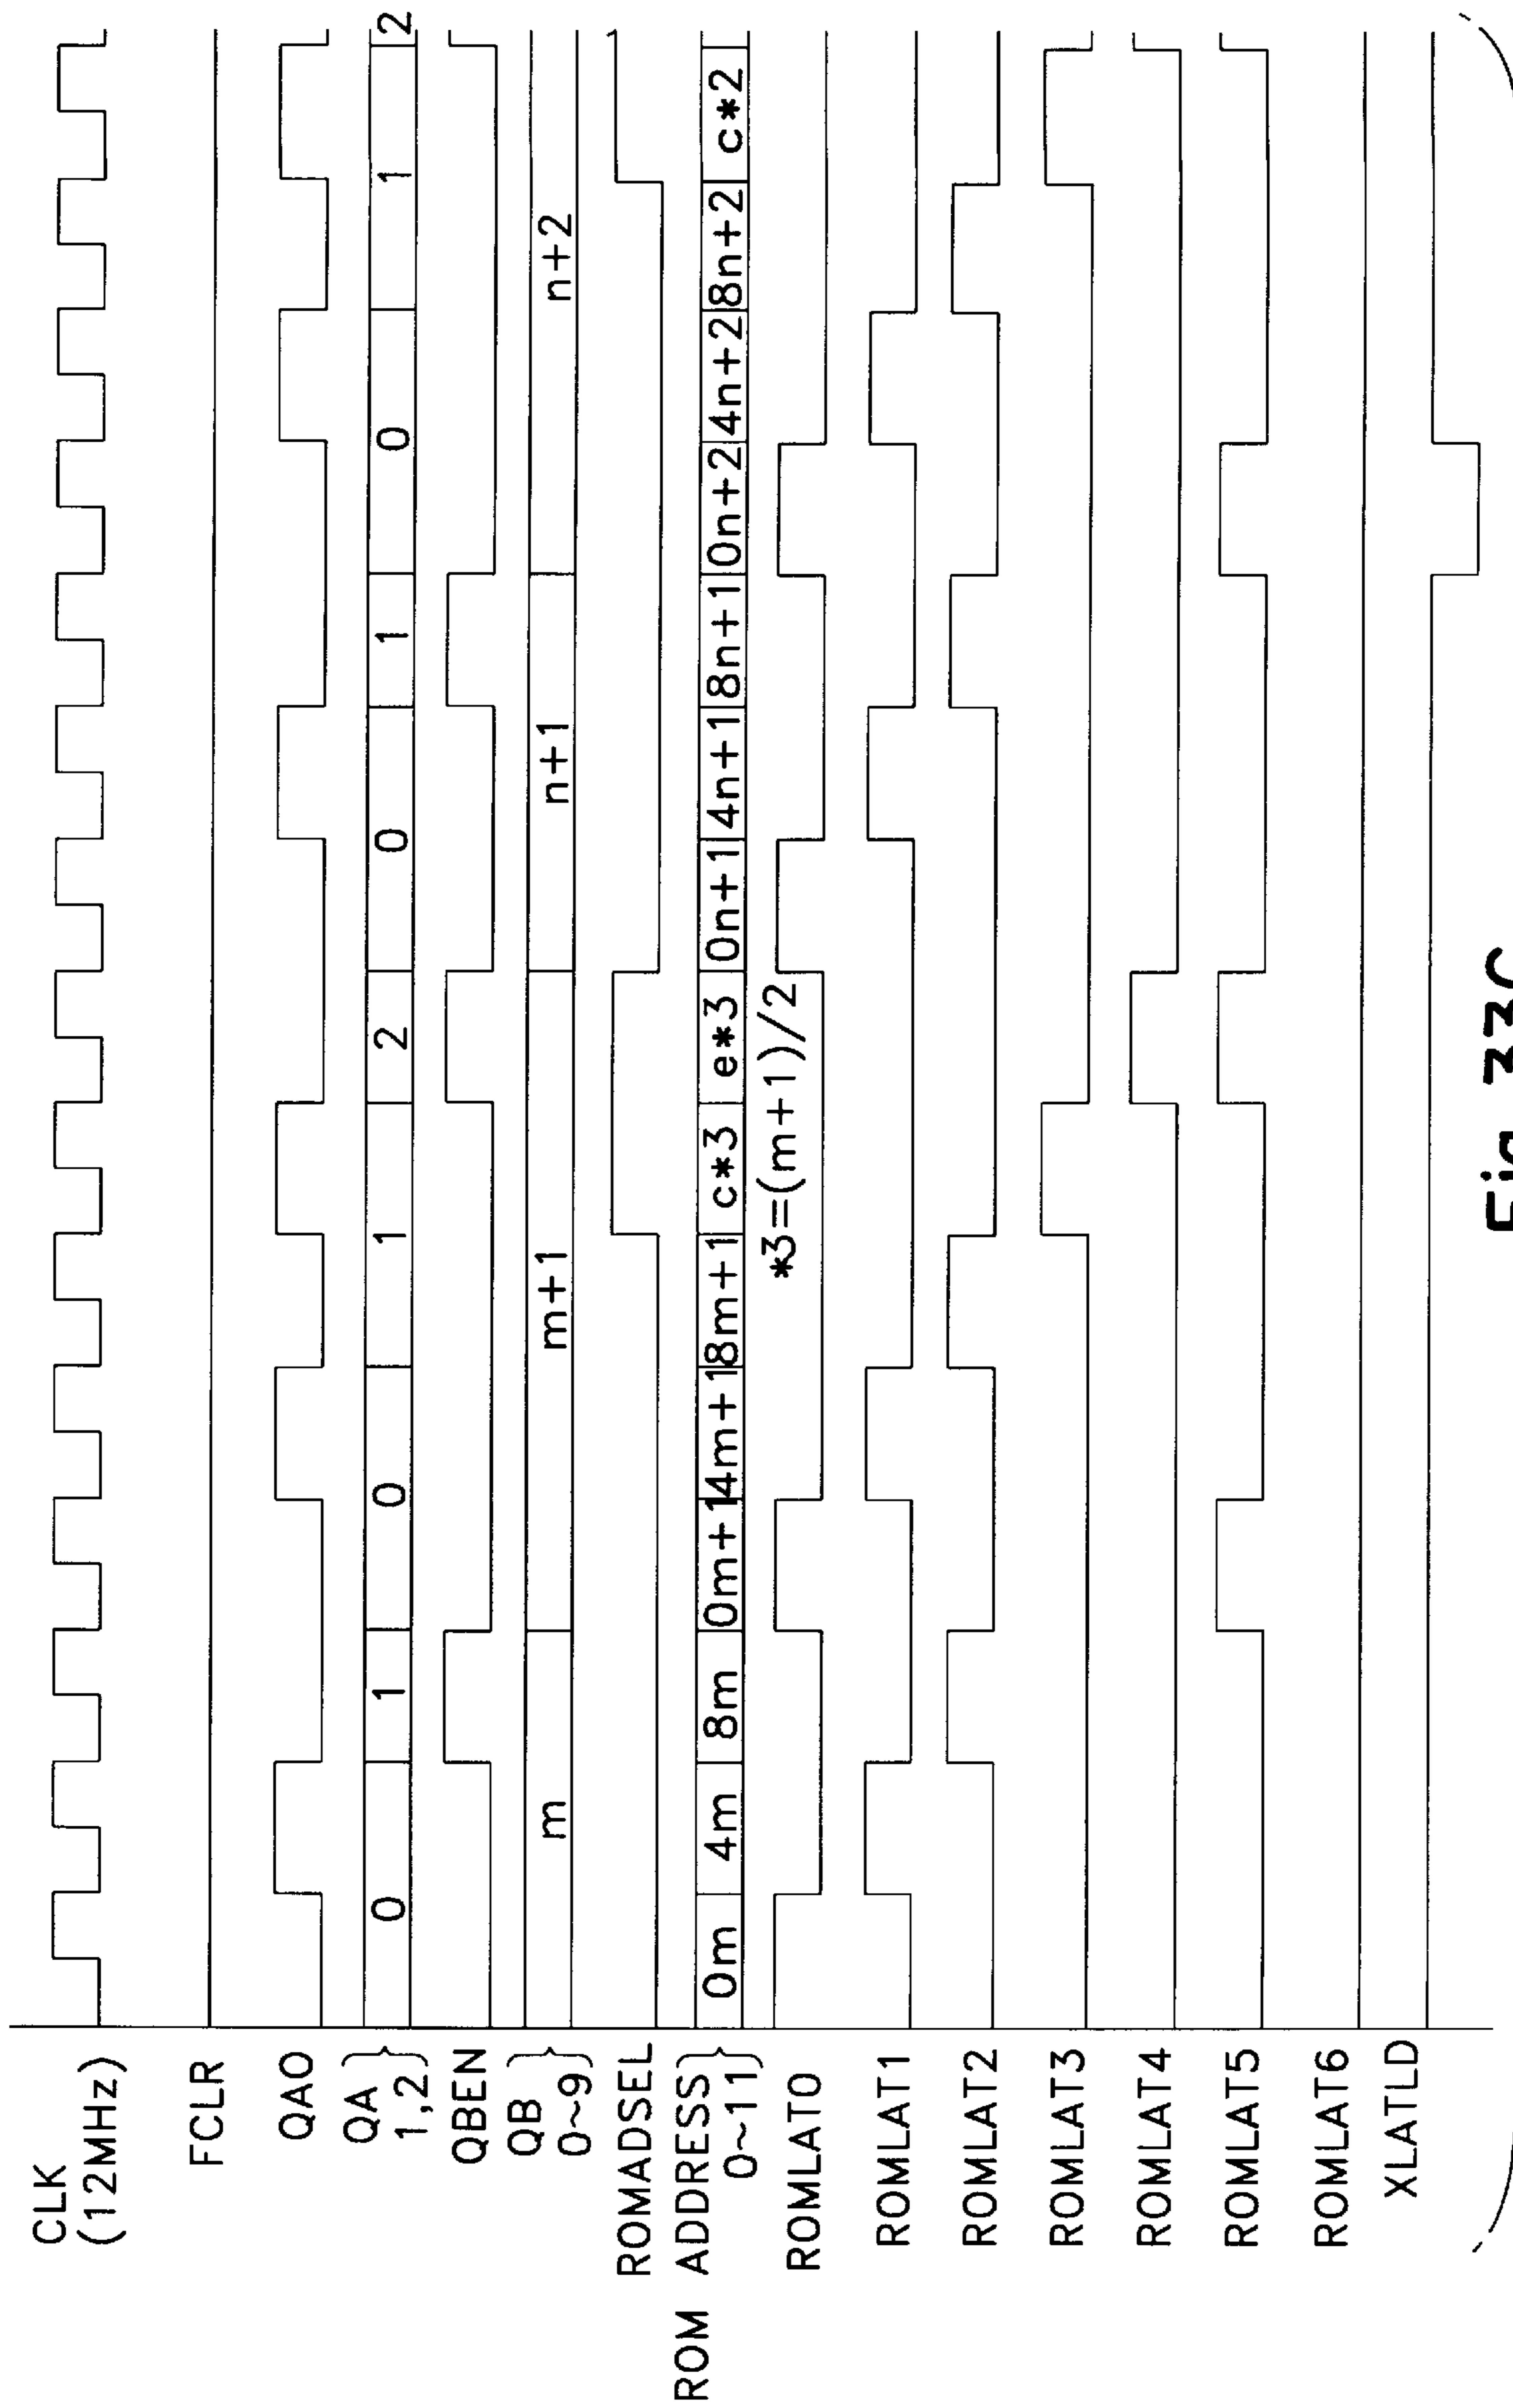 CLK
(12MHz)
FCLR
QA0
QA
1,2
0 1 0 1 2 0 1 0 1 2
QBEN
QB
0~9
m m+1 n+1 n+2
ROMADSEL
ROM ADDRESS
0~11
0m 4m 8m 0m+1 4m+1 8m+1 c*3 e*3 0n+1 4n+1 8n+1 0n+2 4n+2 8n+2 c*2
*3=(m+1)/2
ROMLAT0
ROMLAT1
ROMLAT2
ROMLAT3
ROMLAT4
ROMLAT5
ROMLAT6
XLATLD
Fig. 33C